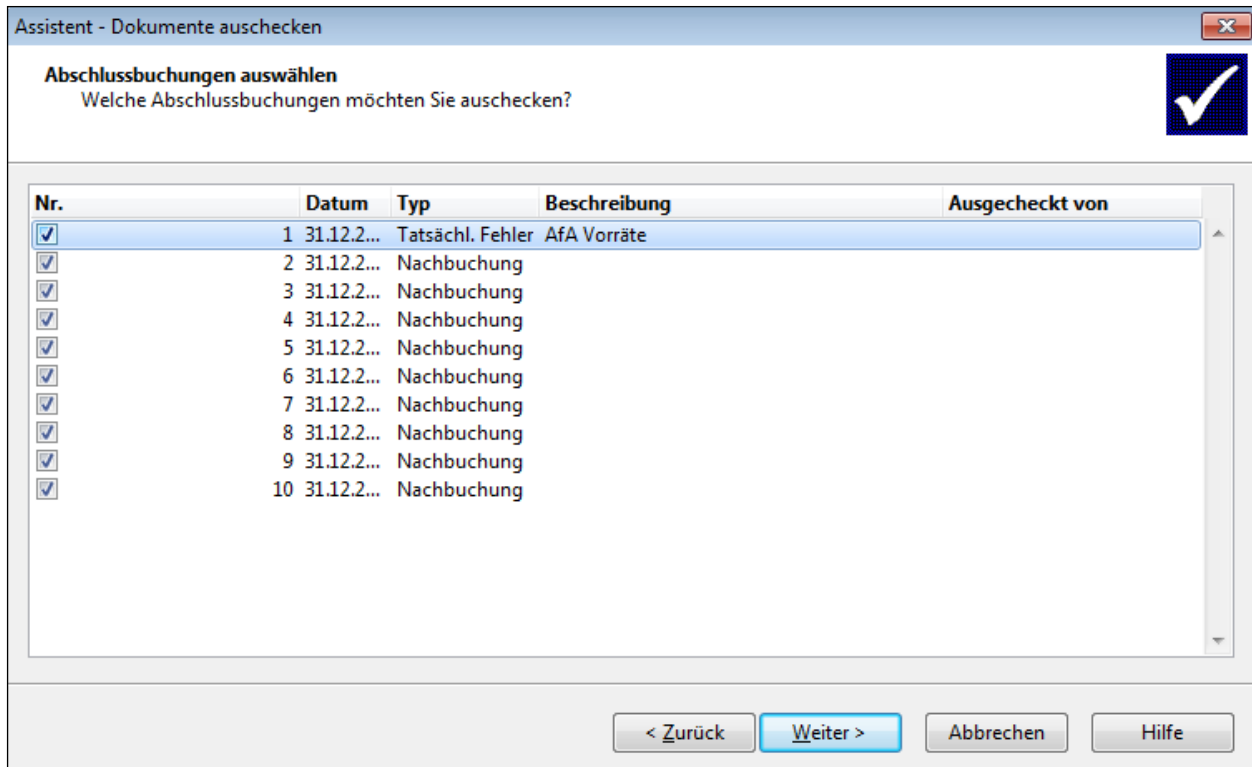 Assistent - Dokumente auschecken
Abschlussbuchungen auswählen
Welche Abschlussbuchungen möchten Sie auschecken?
Nr. Datum Typ Beschreibung Ausgecheckt von
1 31.12.2... Tatsächl. Fehler AfA Vorräte
2 31.12.2... Nachbuchung
3 31.12.2... Nachbuchung
4 31.12.2... Nachbuchung
5 31.12.2... Nachbuchung
6 31.12.2... Nachbuchung
7 31.12.2... Nachbuchung
8 31.12.2... Nachbuchung
9 31.12.2... Nachbuchung
10 31.12.2... Nachbuchung
< Zurück Weiter > Abbrechen Hilfe